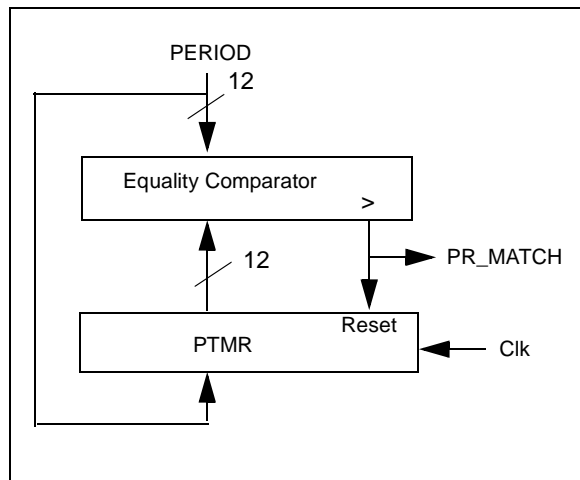 PERIOD
12
Equality Comparator
>
PR_MATCH
12
Reset
PTMR
Clk